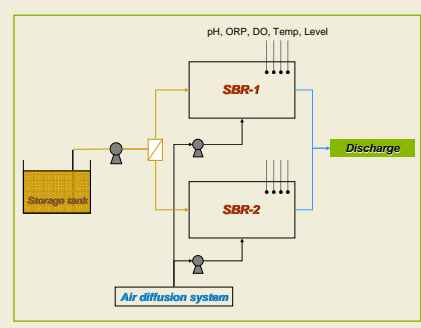 pH, ORP, DO, Temp, Level
SBR-1
Discharge
Storage tank
SBR-2
Air diffusion system